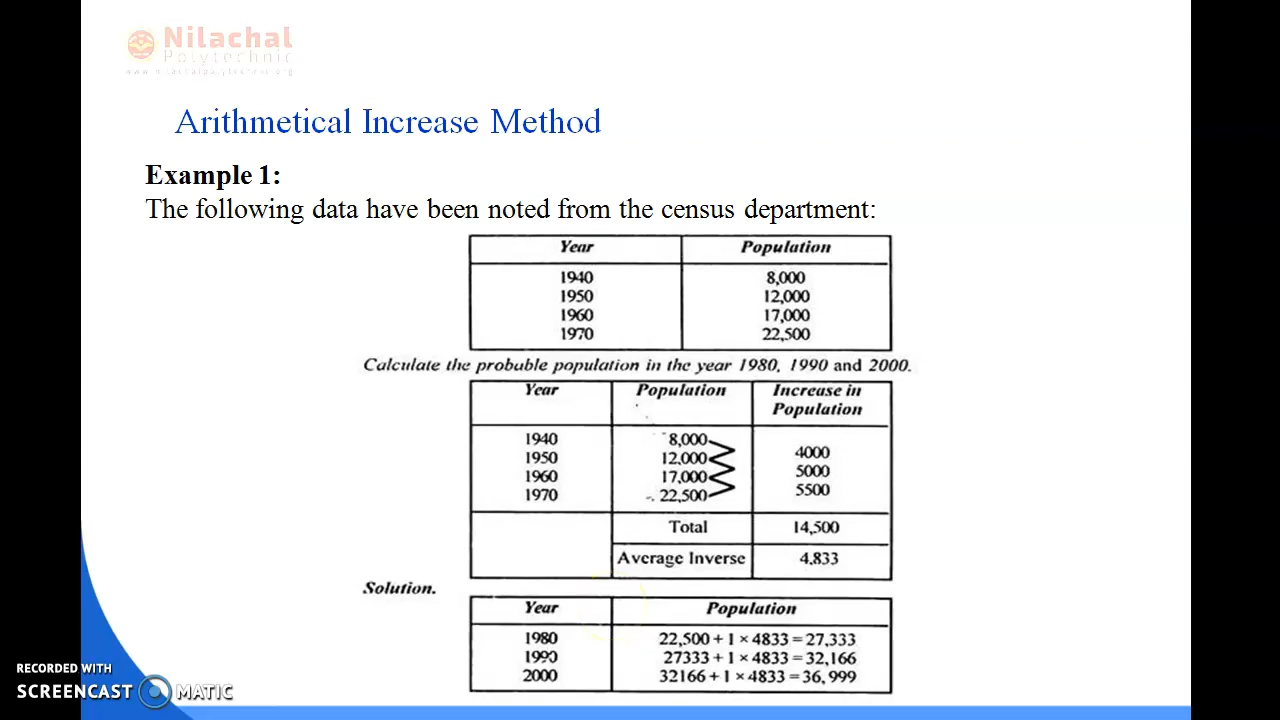 Nilachal
Polytechnic
www.nilachalpolytechnic.org
Arithmetical Increase Method
Example 1:
The following data have been noted from the census department:
Year Population
1940 8,000
1950 12,000
1960 17,000
1970 22,500
Calculate the probable population in the year 1980, 1990 and 2000.
Year Population Increase in
Population
1940 8,000
4000
1950 12,000
5000
1960 17,000
5500
1970 22,500
Total 14,500
Average Inverse 4,833
Solution.
Year Population
1980 22,500 + 1 × 4833 = 27,333
1990 27333 + 1 × 4833 = 32,166
2000 32166 + 1 × 4833 = 36,999
RECORDED WITH
SCREENCAST MATIC